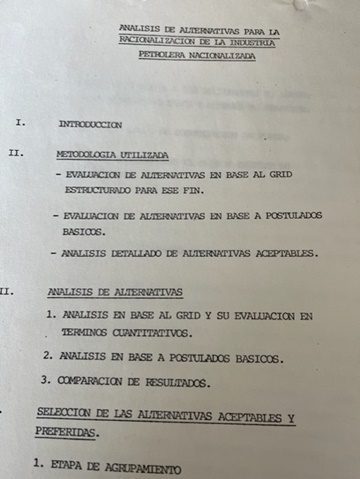 ANALISIS DE ALTERNATIVAS PARA LA
RACIONALIZACION DE LA INDUSTRIA
PETROLERA NACIONALIZADA
I. INTRODUCCION
II. METODOLOGIA UTILIZADA
- EVALUACION DE ALTERNATIVAS EN BASE AL GRID
ESTRUCTURADO PARA ESE FIN.
- EVALUACION DE ALTERNATIVAS EN BASE A POSTULADOS
BASICOS.
- ANALISIS DETALLADO DE ALTERNATIVAS ACEPTABLES.
II. ANALISIS DE ALTERNATIVAS
1. ANALISIS EN BASE AL GRID Y SU EVALUACION EN
TERMINOS CUANTITATIVOS.
2. ANALISIS EN BASE A POSTULADOS BASICOS.
3. COMPARACION DE RESULTADOS.
SELECCION DE LAS ALTERNATIVAS ACEPTABLES Y
PREFERIDAS.
1. ETAPA DE AGRUPAMIENTO